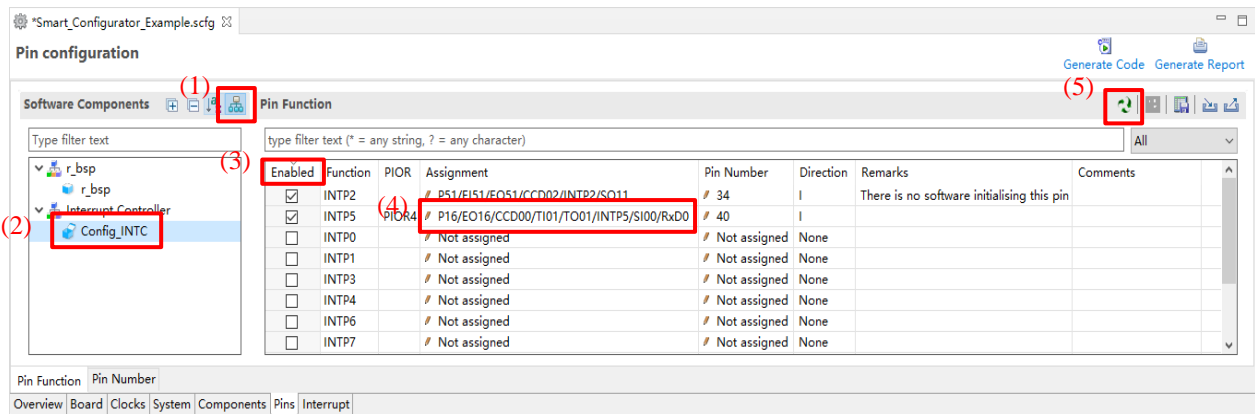 *Smart_Configurator_Example.scfg
Pin configuration
Generate Code Generate Report
(1)
(5)
Software Components
Pin Function
Type filter text
type filter text (* = any string, ? = any character)
All
(3)
r_bsp
r_bsp
Interrupt Controller
(2)
Config_INTC
Enabled Function PIOR Assignment Pin Number Direction Remarks Comments
INTP2 P51/EI51/EO51/CCD02/INTP2/SO11 34 I There is no software initialising this pin
(4)
INTP5 PIOR4 P16/EO16/CCD00/TI01/TO01/INTP5/SI00/RxD0 40 I
INTP0 Not assigned Not assigned None
INTP1 Not assigned Not assigned None
INTP3 Not assigned Not assigned None
INTP4 Not assigned Not assigned None
INTP6 Not assigned Not assigned None
INTP7 Not assigned Not assigned None
Pin Function Pin Number
Overview Board Clocks System Components Pins Interrupt